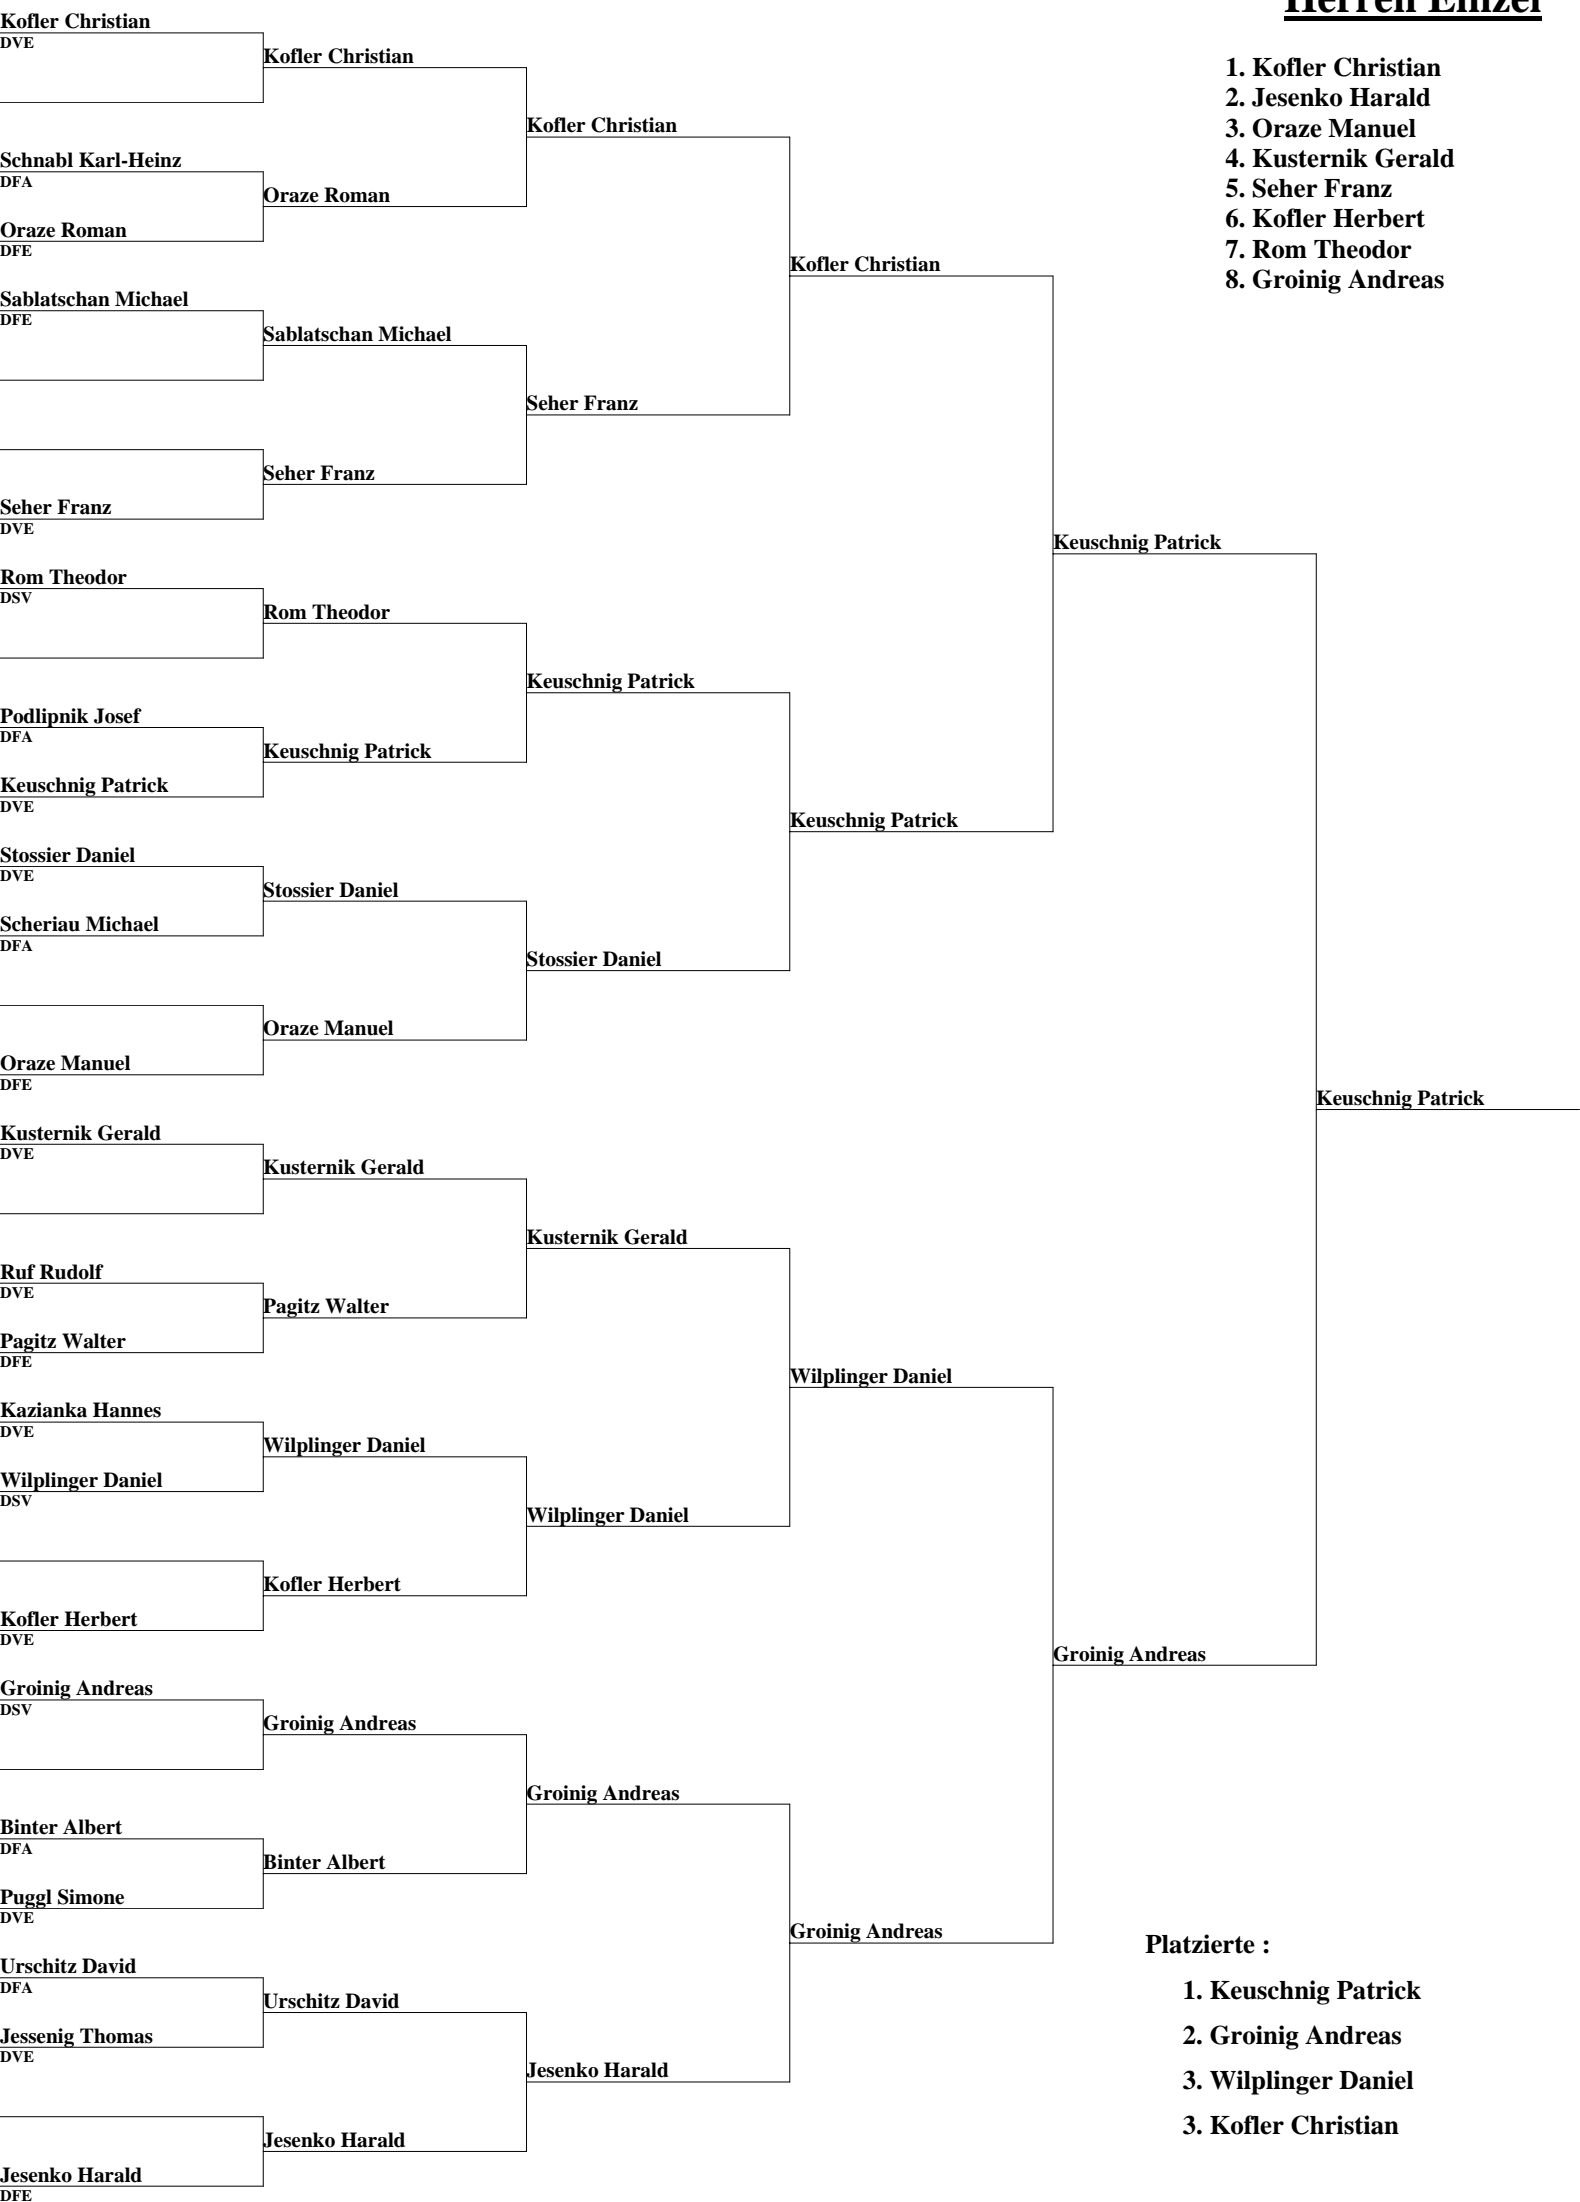 Herren Einzel
1. Kofler Christian
2. Jesenko Harald
3. Oraze Manuel
4. Kusternik Gerald
5. Seher Franz
6. Kofler Herbert
7. Rom Theodor
8. Groinig Andreas
Kofler Christian
DVE
Schnabl Karl-Heinz
DFA
Oraze Roman
DFE
Sablatschan Michael
DFE
Seher Franz
DVE
Rom Theodor
DSV
Podlipnik Josef
DFA
Keuschnig Patrick
DVE
Stossier Daniel
DVE
Scheriau Michael
DFA
Oraze Manuel
DFE
Kusternik Gerald
DVE
Ruf Rudolf
DVE
Pagitz Walter
DFE
Kazianka Hannes
DVE
Wilplinger Daniel
DSV
Kofler Herbert
DVE
Groinig Andreas
DSV
Binter Albert
DFA
Puggl Simone
DVE
Urschitz David
DFA
Jessenig Thomas
DVE
Jesenko Harald
DFE
Kofler Christian
Oraze Roman
Sablatschan Michael
Seher Franz
Rom Theodor
Keuschnig Patrick
Stossier Daniel
Oraze Manuel
Kusternik Gerald
Pagitz Walter
Wilplinger Daniel
Kofler Herbert
Groinig Andreas
Binter Albert
Urschitz David
Jesenko Harald
Kofler Christian
Seher Franz
Keuschnig Patrick
Stossier Daniel
Kusternik Gerald
Wilplinger Daniel
Groinig Andreas
Jesenko Harald
Kofler Christian
Keuschnig Patrick
Wilplinger Daniel
Groinig Andreas
Keuschnig Patrick
Groinig Andreas
Keuschnig Patrick
Platzierte :
1. Keuschnig Patrick
2. Groinig Andreas
3. Wilplinger Daniel
3. Kofler Christian